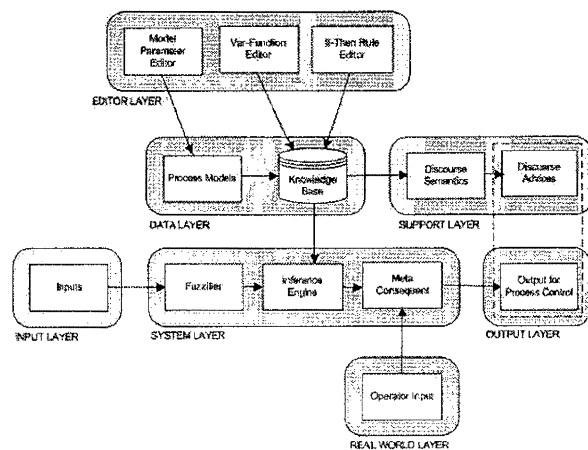 Model
Parameter
Editor
Var-Function
Editor
If-Then Rule
Editor
EDITOR LAYER
Process Models
Knowledge
Base
DATA LAYER
Discourse
Semantics
Discourse
Advices
SUPPORT LAYER
Inputs
INPUT LAYER
Fuzzifier
Inference
Engine
Meta
Consequent
SYSTEM LAYER
Output for
Process Control
OUTPUT LAYER
Operator Input
REAL WORLD LAYER